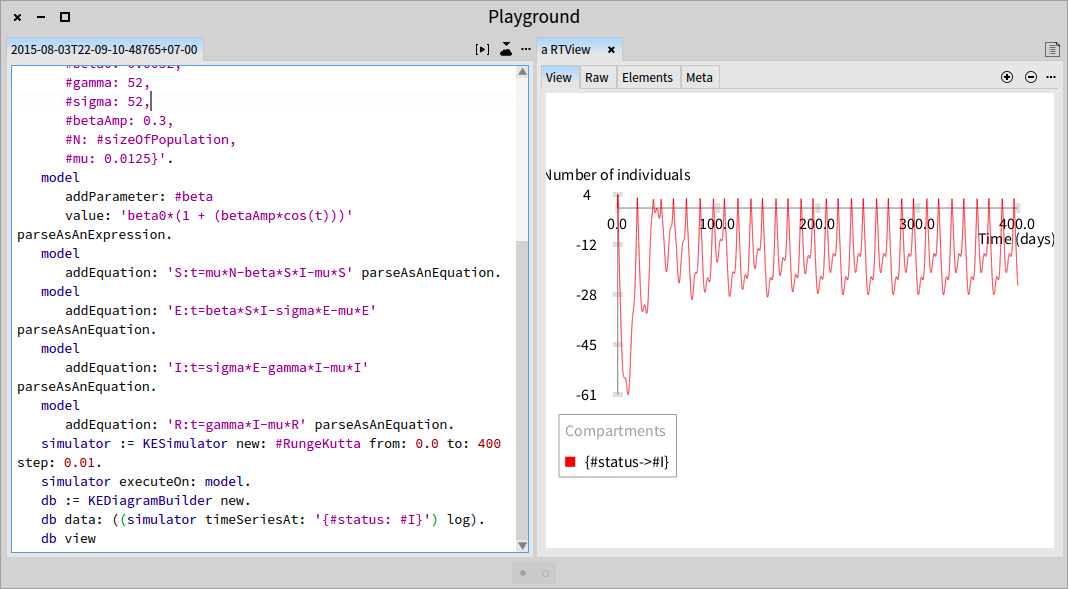 Playground
2015-08-03T22-09-10-48765+07-00
#beta0: 0.0052,
#gamma: 52,
#sigma: 52,
#betaAmp: 0.3,
#N: #sizeOfPopulation,
#mu: 0.0125}'.
model
addParameter: #beta
value: 'beta0*(1 + (betaAmp*cos(t)))'
parseAsAnExpression.
model
addEquation: 'S:t=mu*N-beta*S*I-mu*S' parseAsAnEquation.
model
addEquation: 'E:t=beta*S*I-sigma*E-mu*E'
parseAsAnEquation.
model
addEquation: 'I:t=sigma*E-gamma*I-mu*I'
parseAsAnEquation.
model
addEquation: 'R:t=gamma*I-mu*R' parseAsAnEquation.
simulator := KESimulator new: #RungeKutta from: 0.0 to: 400
step: 0.01.
simulator executeOn: model.
db := KEDiagramBuilder new.
db data: ((simulator timeSeriesAt: '{#status: #I}') log).
db view
a RTView
View Raw Elements Meta
Number of individuals
4
0.0 100.0 200.0 300.0 400.0
Time (days)
-12
-28
-45
-61
Compartments
{#status->#I}